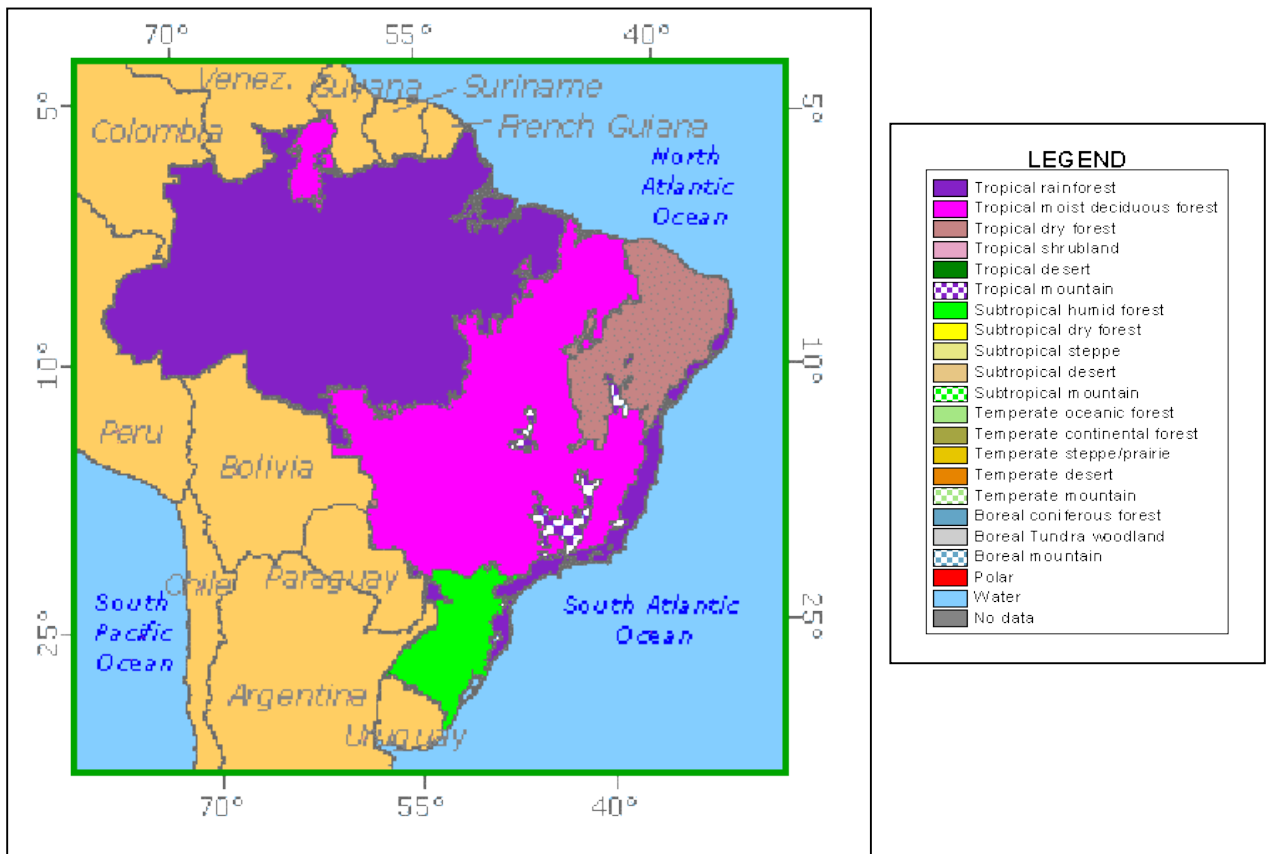 70° 55° 40°
Venez.
Guyana
Suriname
5°
5°
Colombia
French Guiana
North
Atlantic
Ocean
10°
10°
Peru
Bolivia
Chile
Paraguay
South
Pacific
Ocean
South Atlantic
Ocean
25°
25°
Argentina
Uruguay
70° 55° 40°
LEGEND
Tropical rainforest
Tropical moist deciduous forest
Tropical dry forest
Tropical shrubland
Tropical desert
Tropical mountain
Subtropical humid forest
Subtropical dry forest
Subtropical steppe
Subtropical desert
Subtropical mountain
Temperate oceanic forest
Temperate continental forest
Temperate steppe/prairie
Temperate desert
Temperate mountain
Boreal coniferous forest
Boreal Tundra woodland
Boreal mountain
Polar
Water
No data